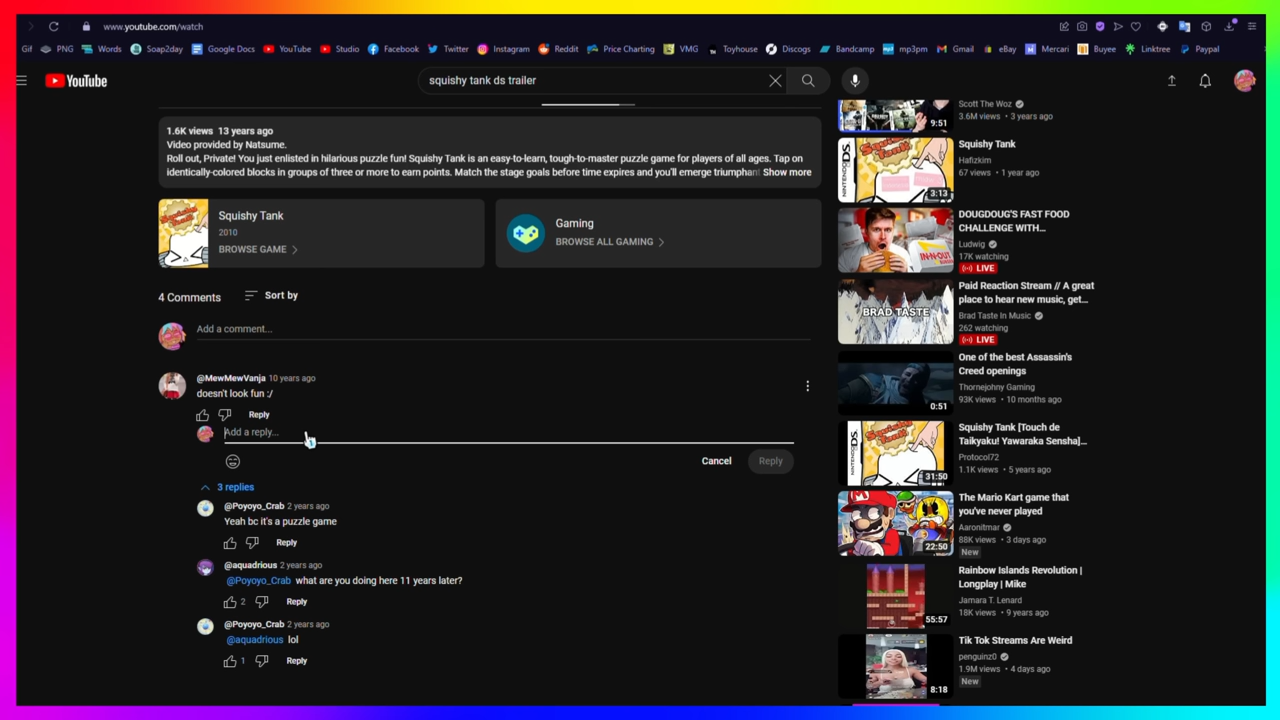 www.youtube.com/watch
Gif PNG Words Soap2day Google Docs YouTube Studio Facebook Twitter Instagram Reddit Price Charting VMG Toyhouse Discogs Bandcamp mp3pm Gmail eBay Mercari Buyee Linktree Paypal
YouTube
squishy tank ds trailer
1.6K views 13 years ago
Video provided by Natsume.
Roll out, Private! You just enlisted in hilarious puzzle fun! Squishy Tank is an easy-to-learn, tough-to-master puzzle game for players of all ages. Tap on
identically-colored blocks in groups of three or more to earn points. Match the stage goals before time expires and you'll emerge triumphant Show more
Squishy Tank
2010
BROWSE GAME
Gaming
BROWSE ALL GAMING
4 Comments
Sort by
Add a comment...
@MewMewVanja 10 years ago
doesn't look fun :/
Reply
Add a reply...
Cancel
Reply
3 replies
@Poyoyo_Crab 2 years ago
Yeah bc it's a puzzle game
Reply
@aquadrious 2 years ago
@Poyoyo_Crab what are you doing here 11 years later?
2 Reply
@Poyoyo_Crab 2 years ago
@aquadrious lol
1 Reply
9:51
Scott The Woz
3.6M views • 3 years ago
NINTENDO DS
Squishy Tank
3:13
Squishy Tank
Hafizkim
67 views • 1 year ago
IN-N-OUT
DOUGDOUG'S FAST FOOD
CHALLENGE WITH...
Ludwig
17K watching
LIVE
BRAD TASTE
Paid Reaction Stream // A great
place to hear new music, get...
Brad Taste In Music
262 watching
LIVE
0:51
One of the best Assassin's
Creed openings
Thornejohny Gaming
93K views • 10 months ago
NINTENDO DS
Squishy Tank
31:50
Squishy Tank [Touch de
Taikyaku! Yawaraka Sensha]...
Protocol72
1.1K views • 5 years ago
22:50
The Mario Kart game that
you've never played
Aaronitmar
88K views • 3 days ago
New
55:57
Rainbow Islands Revolution |
Longplay | Mike
Jamara T. Lenard
18K views • 9 years ago
8:18
Tik Tok Streams Are Weird
penguinz0
1.9M views • 4 days ago
New